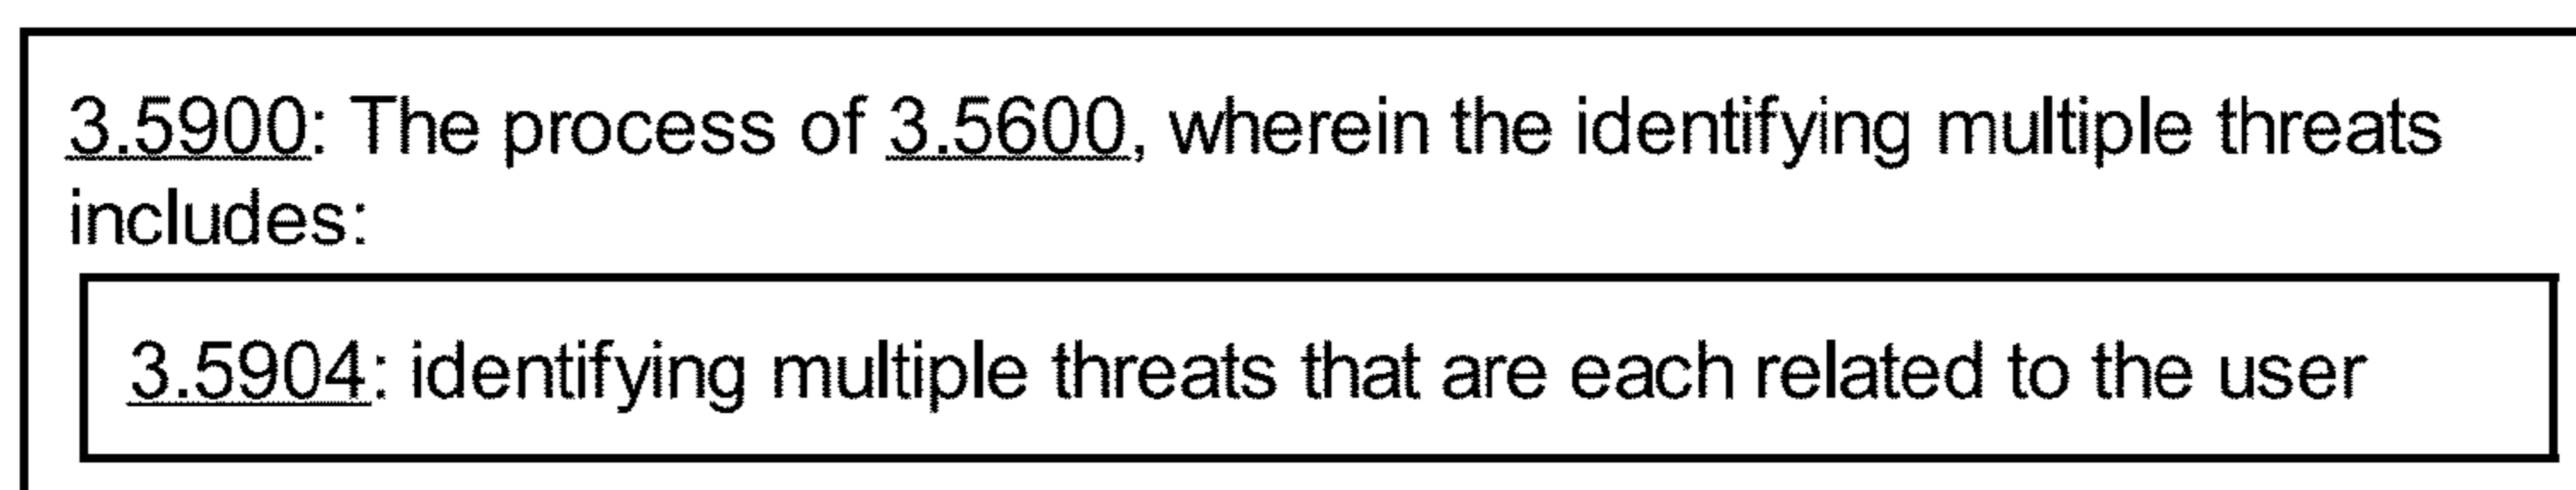 3.5900: The process of 3.5600, wherein the identifying multiple threats
includes:
3.5904: identifying multiple threats that are each related to the user